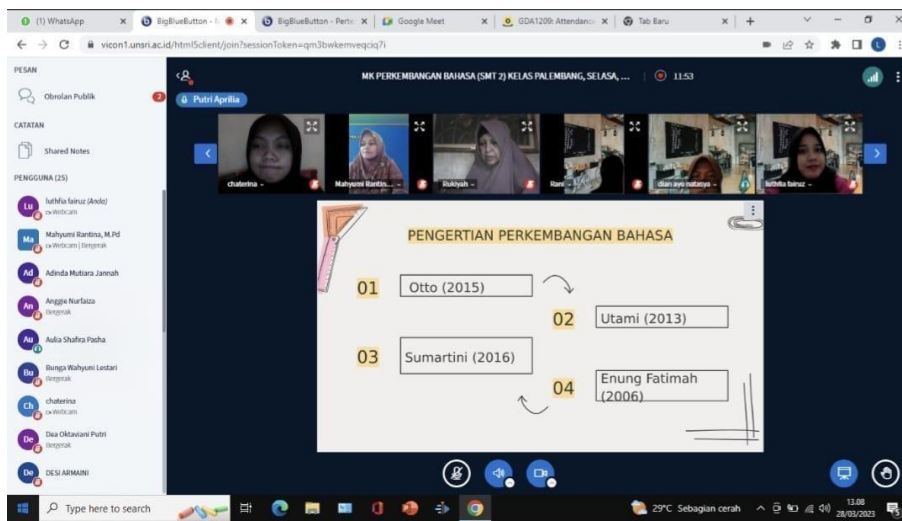 (1) WhatsApp
BigBlueButton -
BigBlueButton - Perte
Google Meet
GDA1209: Attendanc
Tab Baru
vicon1.unsri.ac.id/html5client/join?sessionToken=qm3bwkemveqciq7i
PESAN
Obrolan Publik
2
CATATAN
Shared Notes
PENGGUNA (25)
Lu
luthfia fairuz (Anda)
Webcam
Ma
Mahyumi Rantina, M.Pd
Webcam | Bergerak
Ad
Adinda Mutiara Jannah
An
Anggie Nurfaiza
Bergerak
Au
Aulia Shafira Pasha
Bu
Bunga Wahyuni Lestari
Bergerak
Ch
chaterina
Webcam
De
Dea Oktaviani Putri
Bergerak
De
DESI ARMAINI
MK PERKEMBANGAN BAHASA (SMT 2) KELAS PALEMBANG, SELASA, ...
11:53
Putri Aprilia
chaterina
Mahyumi Rantin...
Rukiyah
Rani
dian ayu natasya
luthfia fairuz
PENGERTIAN PERKEMBANGAN BAHASA
01
Otto (2015)
02
Utami (2013)
03
Sumartini (2016)
04
Enung Fatimah
(2006)
Type here to search
29°C Sebagian cerah
13.08
28/03/2023